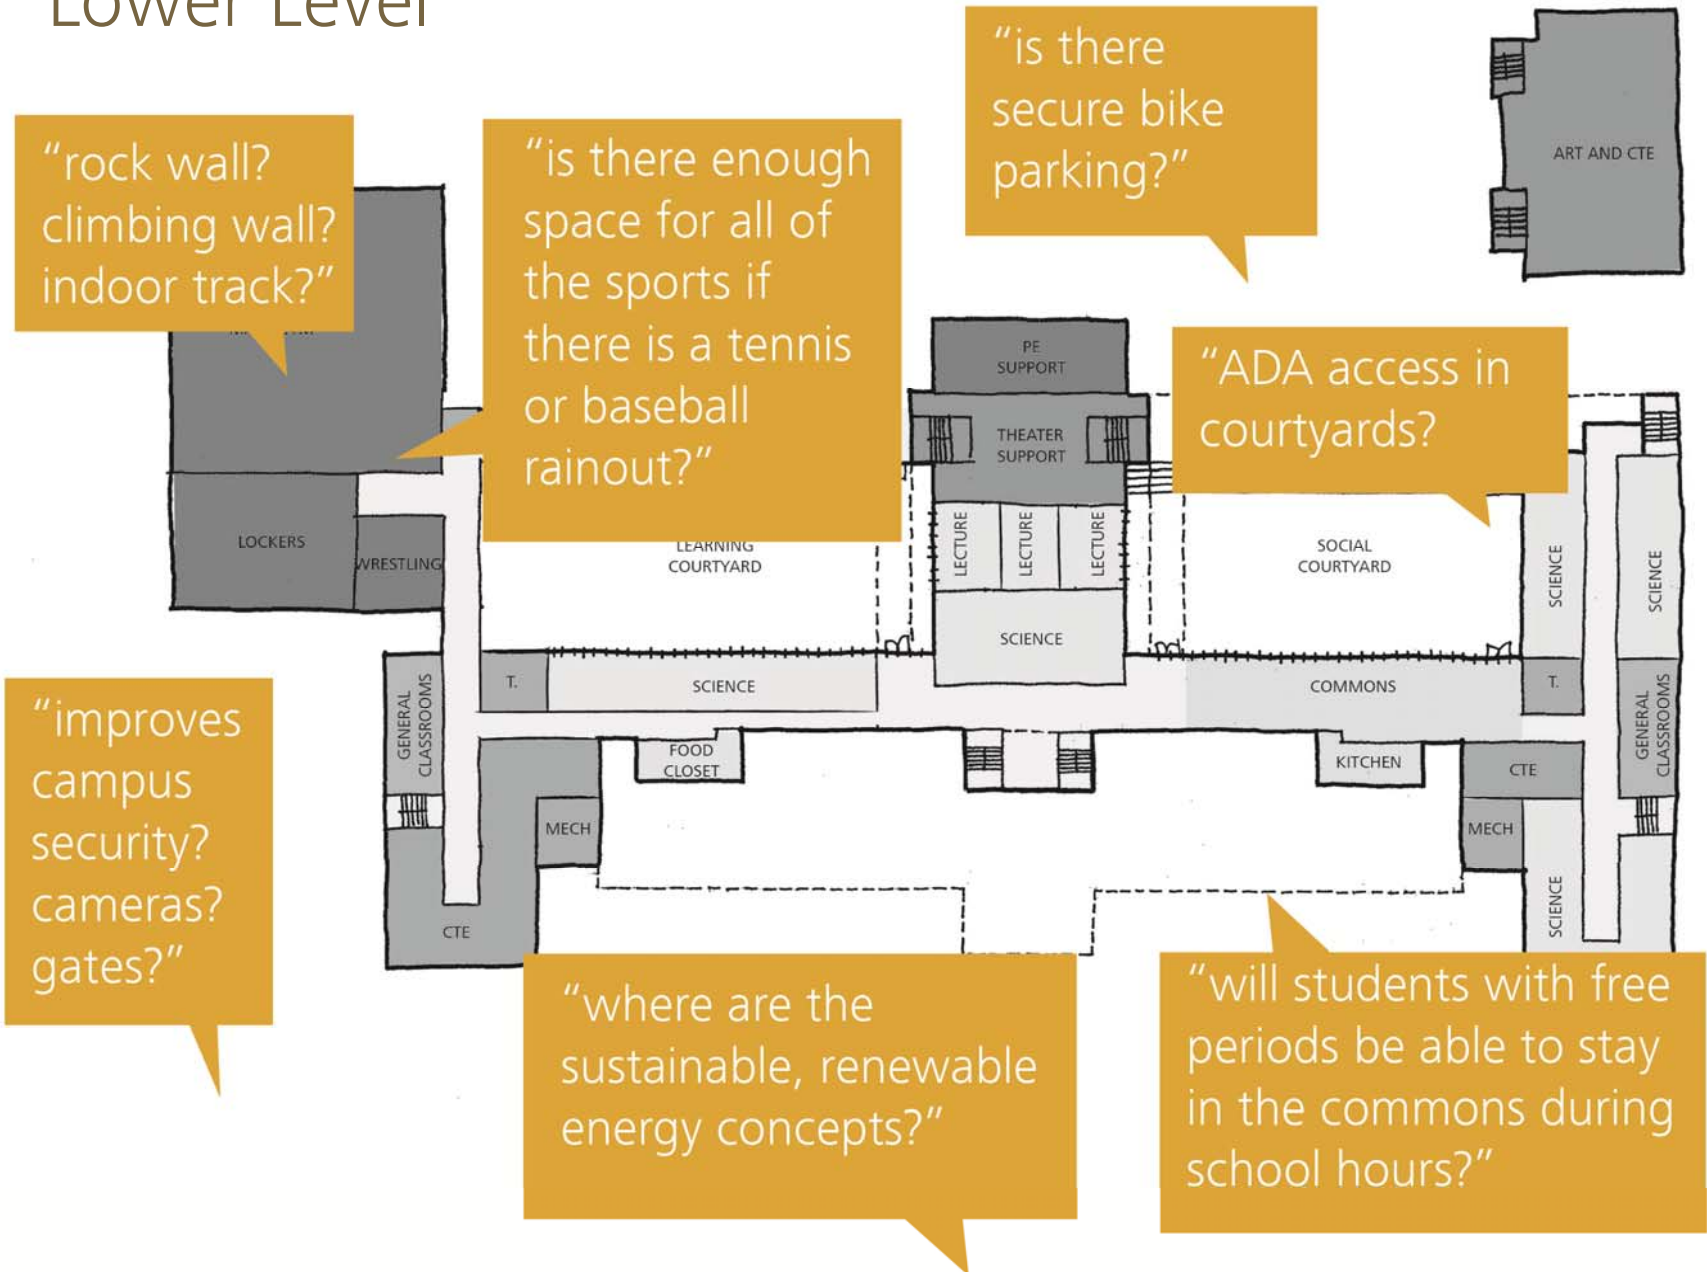 Lower Level
“is there
secure bike
parking?”
“rock wall?
climbing wall?
indoor track?”
“is there enough
space for all of
the sports if
there is a tennis
or baseball
rainout?”
ART AND CTE
PE
SUPPORT
“ADA access in
courtyards?
THEATER
SUPPORT
LOCKERS
WRESTLING
LEARNING
COURTYARD
LECTURE
LECTURE
LECTURE
SOCIAL
COURTYARD
SCIENCE
SCIENCE
SCIENCE
T.
SCIENCE
COMMONS
T.
GENERAL
CLASSROOMS
FOOD
CLOSET
KITCHEN
CTE
GENERAL
CLASSROOMS
“improves
campus
security?
cameras?
gates?”
MECH
MECH
CTE
SCIENCE
“where are the
sustainable, renewable
energy concepts?”
“will students with free
periods be able to stay
in the commons during
school hours?”